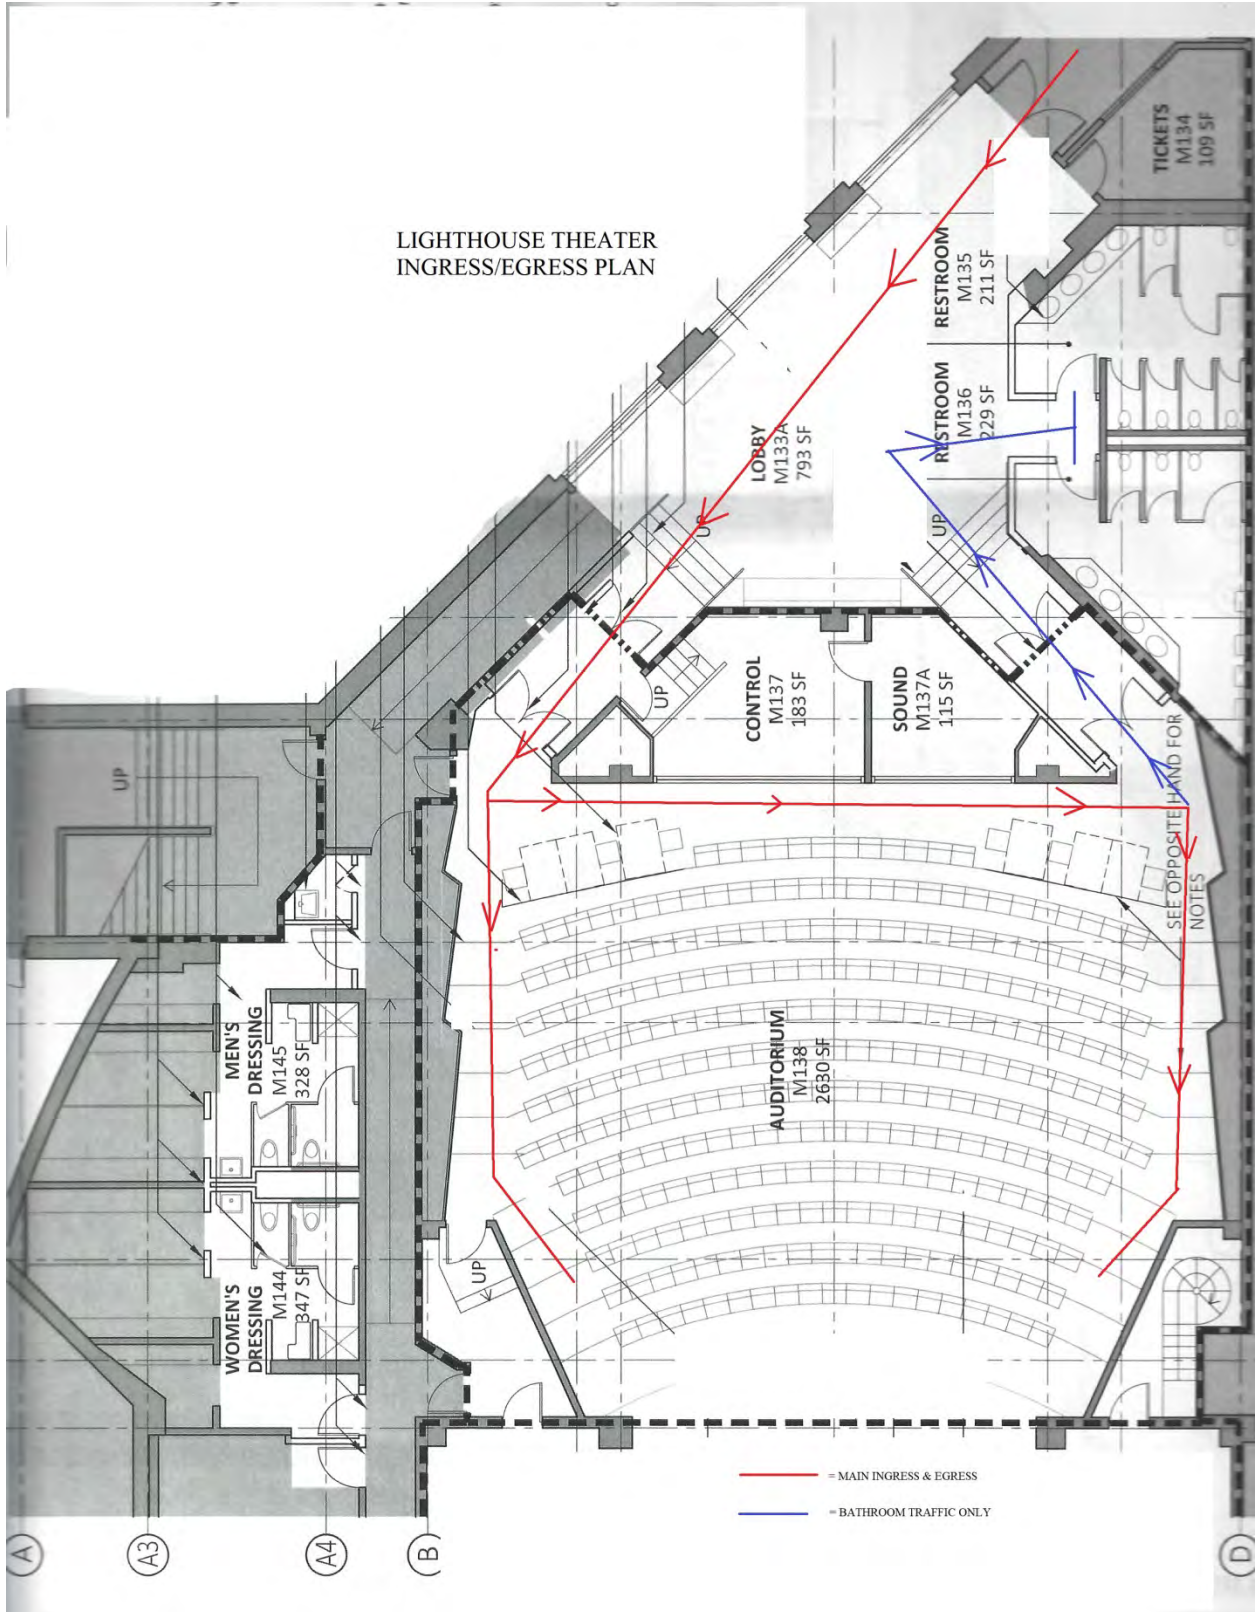 LIGHTHOUSE THEATER
INGRESS/EGRESS PLAN
TICKETS
M134
109 SF
RESTROOM
M135
211 SF
RESTROOM
M136
229 SF
LOBBY
M133A
793 SF
UP
UP
UP
CONTROL
M137
183 SF
SOUND
M137A
115 SF
UP
SEE OPPOSITE HAND FOR
NOTES
MEN'S
DRESSING
M145
328 SF
AUDITORIUM
M138
2630 SF
WOMEN'S
DRESSING
M144
347 SF
UP
= MAIN INGRESS & EGRESS
= BATHROOM TRAFFIC ONLY
A
A3
A4
B
D